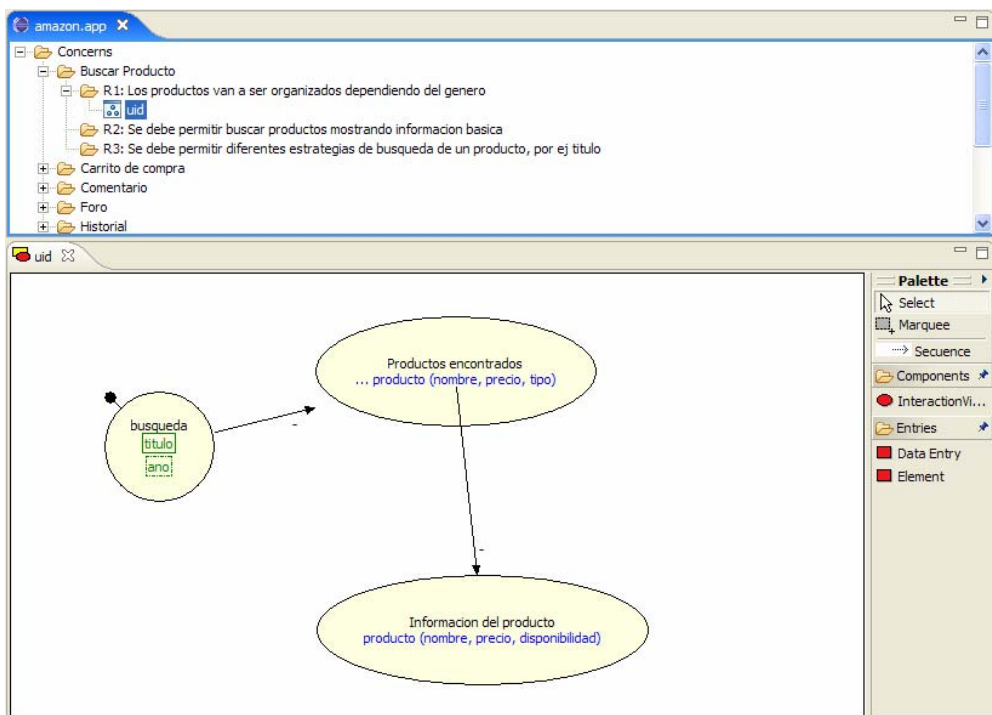 amazon.app
Concerns
Buscar Producto
R1: Los productos van a ser organizados dependiendo del genero
uid
R2: Se debe permitir buscar productos mostrando informacion basica
R3: Se debe permitir diferentes estrategias de busqueda de un producto, por ej titulo
Carrito de compra
Comentario
Foro
Historial
uid
Palette
Select
Marquee
Secuence
Components
InteractionVi...
Entries
Data Entry
Element
busqueda
titulo
ano
-
Productos encontrados
... producto (nombre, precio, tipo)
-
Informacion del producto
producto (nombre, precio, disponibilidad)